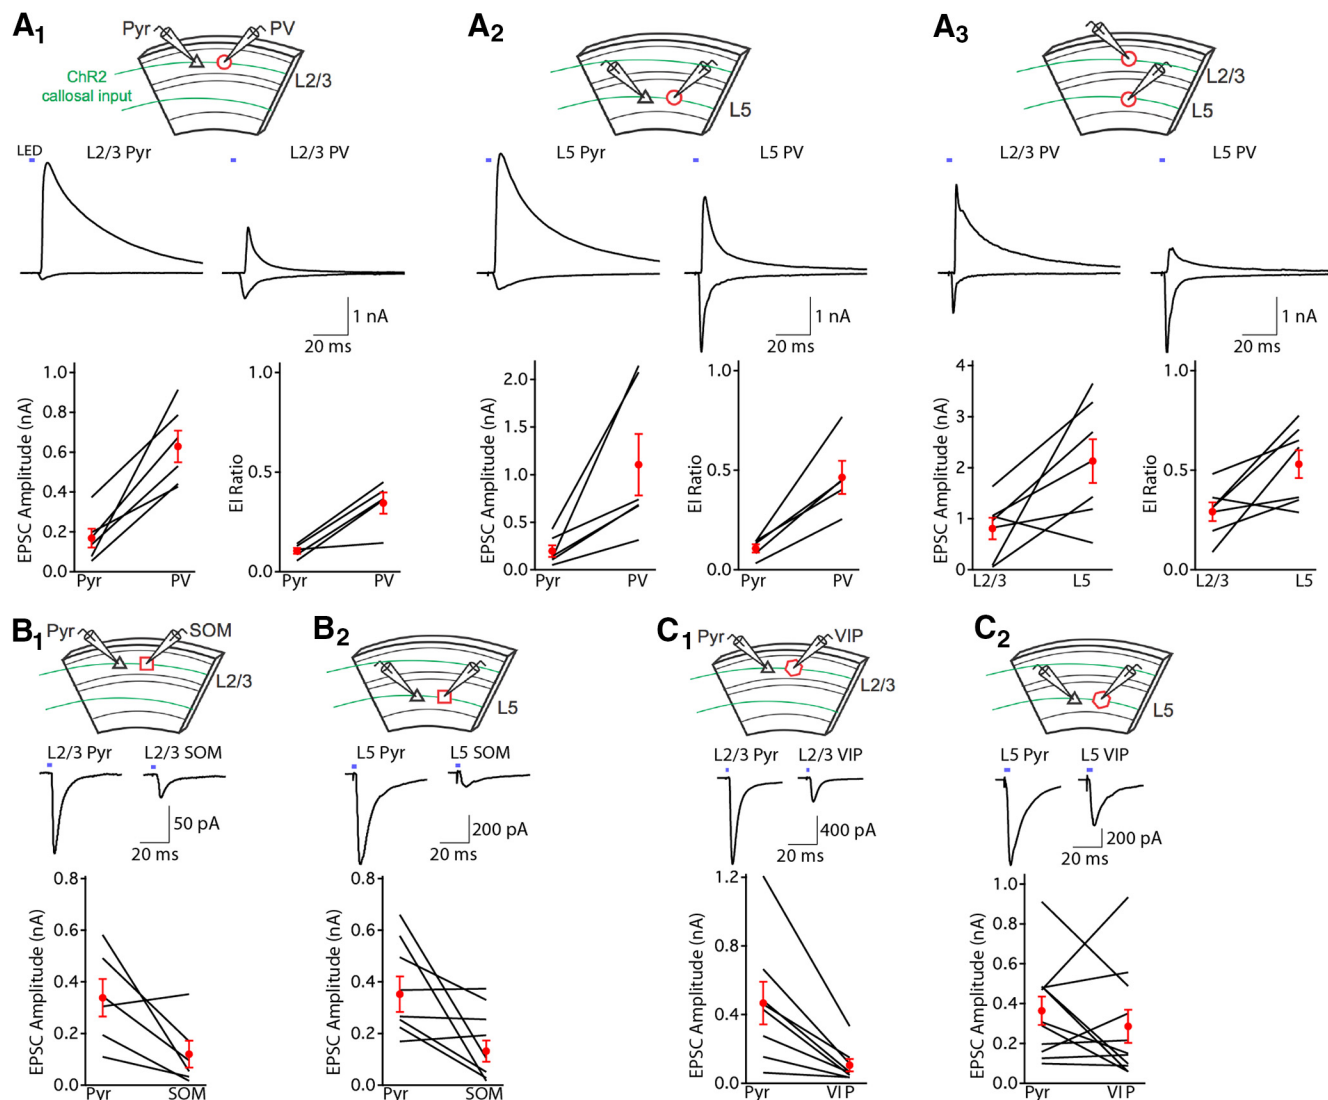 A1
Pyr
PV
ChR2
callosal input
L2/3
LED
L2/3 Pyr
L2/3 PV
1 nA
20 ms
EPSC Amplitude (nA)
1.0
0.8
0.6
0.4
0.2
0.0
Pyr
PV
EI Ratio
1.0
0.5
0.0
Pyr
PV
A2
L5
L5 Pyr
L5 PV
1 nA
20 ms
EPSC Amplitude (nA)
2.0
1.5
1.0
0.5
0.0
Pyr
PV
EI Ratio
1.0
0.5
0.0
Pyr
PV
A3
L2/3
L5
L2/3 PV
L5 PV
1 nA
20 ms
EPSC Amplitude (nA)
4
3
2
1
0
L2/3
L5
EI Ratio
1.0
0.5
0.0
L2/3
L5
B1
Pyr
SOM
L2/3
L2/3 Pyr
L2/3 SOM
50 pA
20 ms
EPSC Amplitude (nA)
0.8
0.6
0.4
0.2
0.0
Pyr
SOM
B2
L5
L5 Pyr
L5 SOM
200 pA
20 ms
EPSC Amplitude (nA)
0.8
0.6
0.4
0.2
0.0
Pyr
SOM
C1
Pyr
VIP
L2/3
L2/3 Pyr
L2/3 VIP
400 pA
20 ms
EPSC Amplitude (nA)
1.2
0.8
0.4
0.0
Pyr
VIP
C2
L5
L5 Pyr
L5 VIP
200 pA
20 ms
EPSC Amplitude (nA)
1.0
0.8
0.6
0.4
0.2
0.0
Pyr
VIP